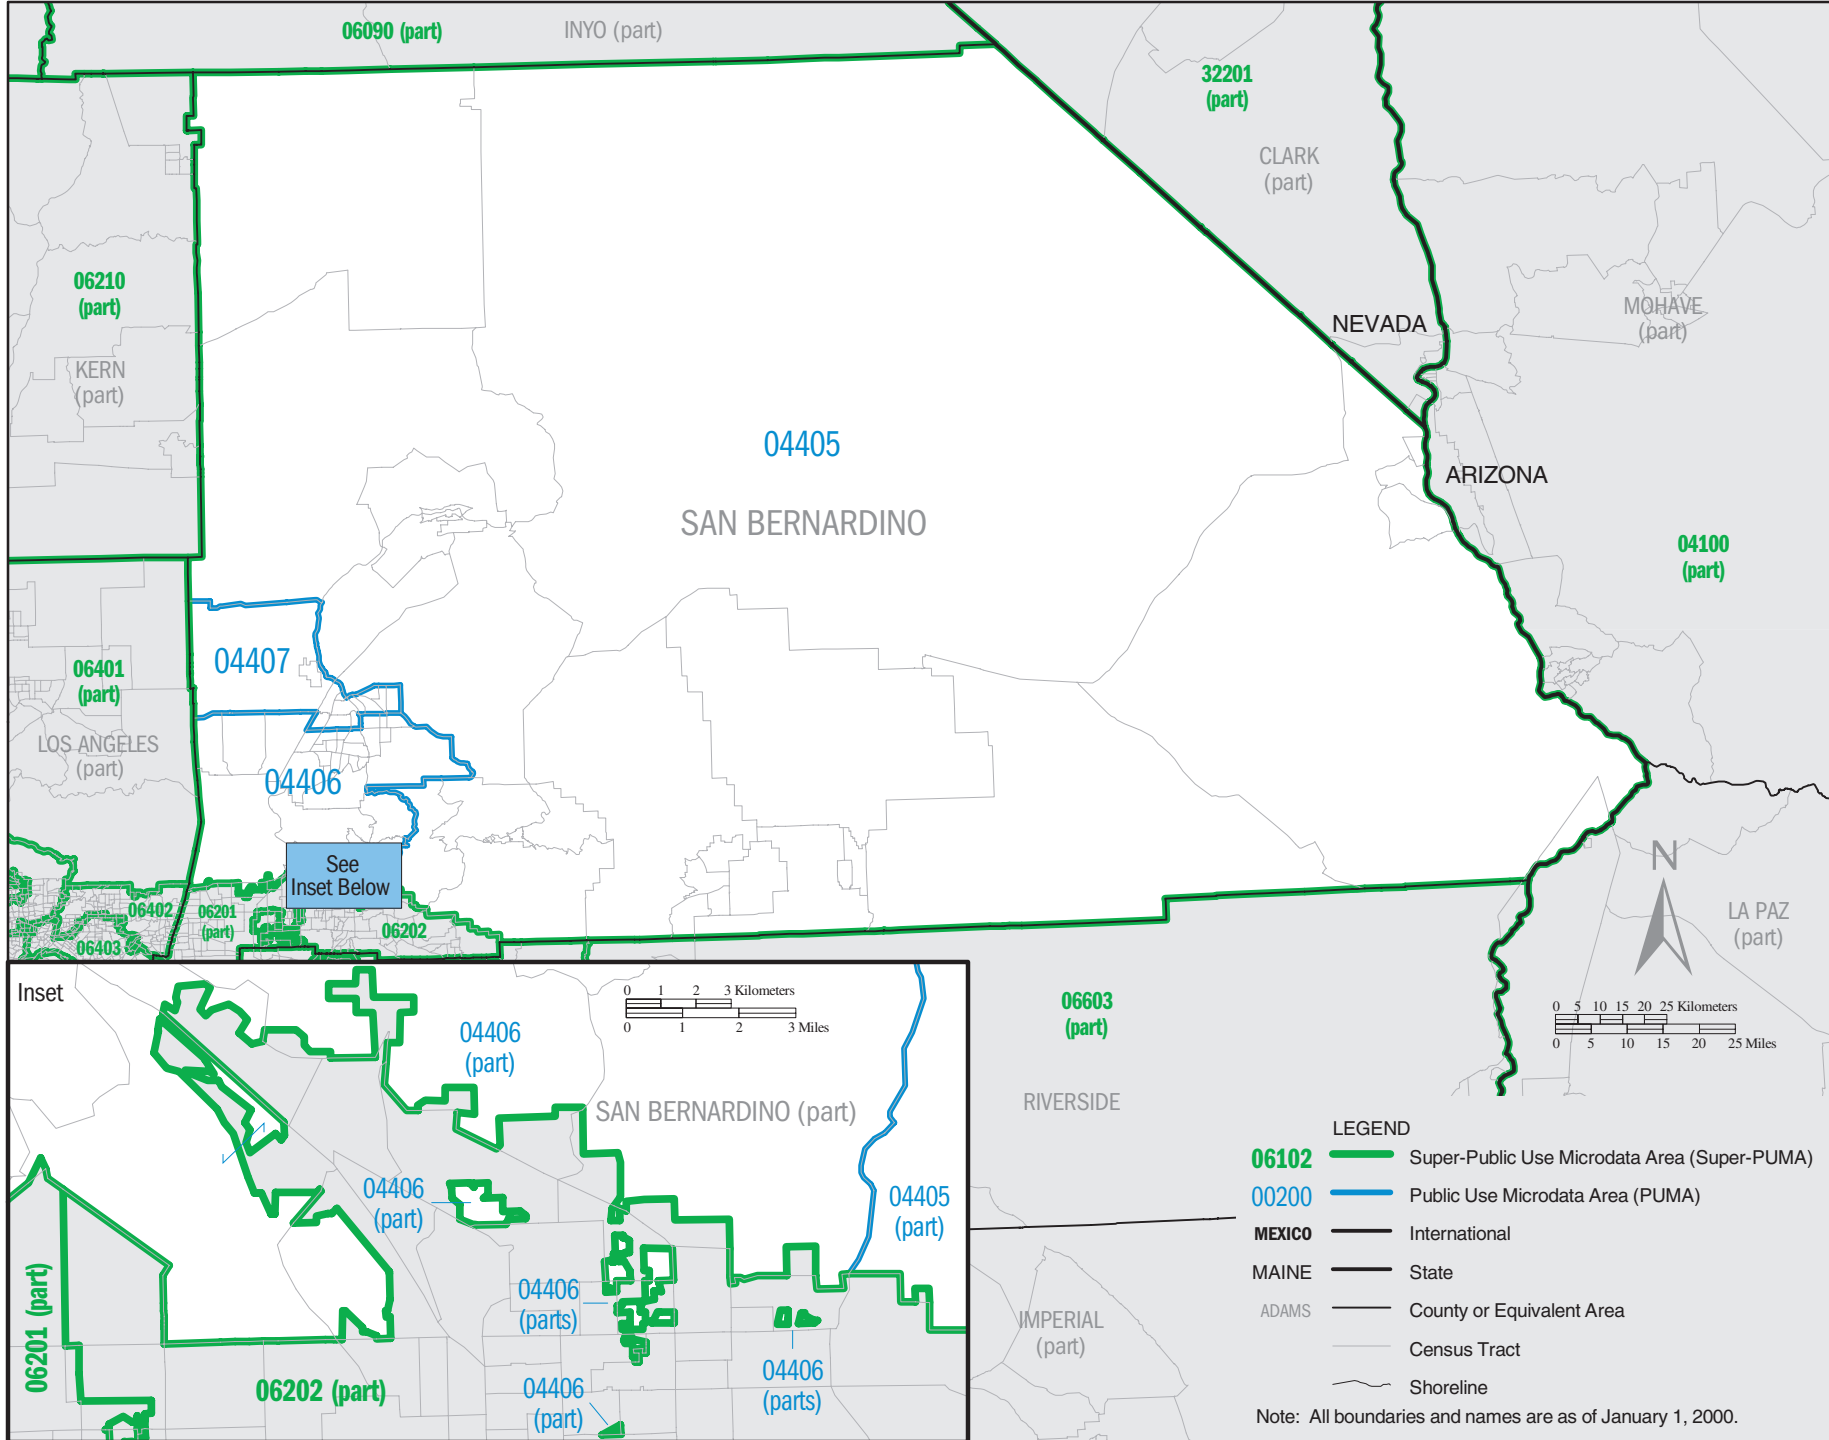 06090 (part)
INYO (part)
32201
(part)
CLARK
(part)
06210
(part)
KERN
(part)
NEVADA
MOHAVE
(part)
04405
SAN BERNARDINO
ARIZONA
04100
(part)
04407
06401
(part)
LOS ANGELES
(part)
04406
See
Inset Below
06402
06201
(part)
06403
06202
N
LA PAZ
(part)
06603
(part)
0 5 10 15 20 25 Kilometers
0 5 10 15 20 25 Miles
RIVERSIDE
IMPERIAL
(part)
Inset
0 1 2 3 Kilometers
0 1 2 3 Miles
04406
(part)
SAN BERNARDINO (part)
04406
(part)
04405
(part)
04406
(parts)
06201 (part)
06202 (part)
04406
(part)
04406
(parts)
LEGEND
06102 Super-Public Use Microdata Area (Super-PUMA)
00200 Public Use Microdata Area (PUMA)
MEXICO International
MAINE State
ADAMS County or Equivalent Area
Census Tract
Shoreline
Note: All boundaries and names are as of January 1, 2000.